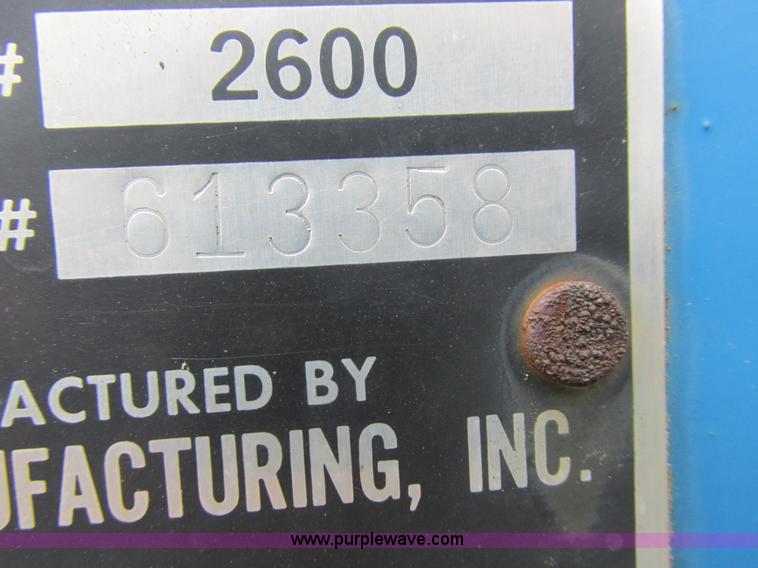 # 2600
# 613358
ACTURED BY
UFACTURING, INC.
www.purplewave.com